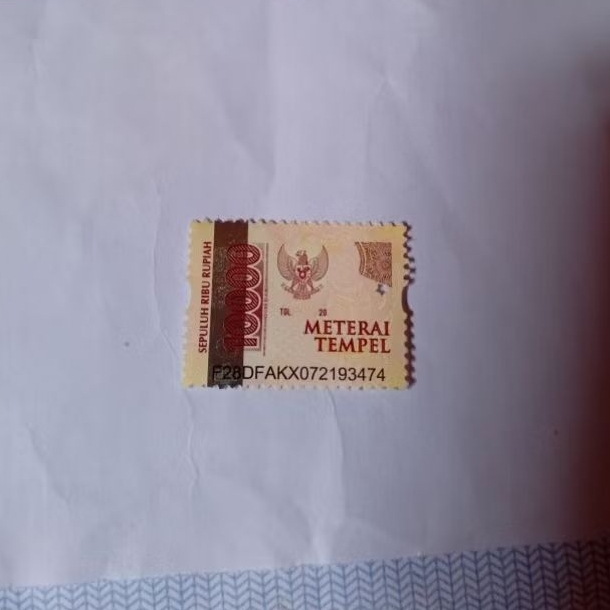 SEPULUH RIBU RUPIAH
10000
TGL 20
METERAI
TEMPEL
F28DFAKX072193474